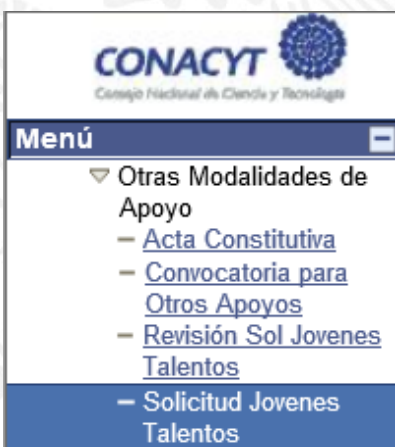 CONACYT
Consejo Nacional de Ciencia y Tecnología
Menú
Otras Modalidades de
Apoyo
– Acta Constitutiva
– Convocatoria para
Otros Apoyos
– Revisión Sol Jovenes
Talentos
– Solicitud Jovenes
Talentos